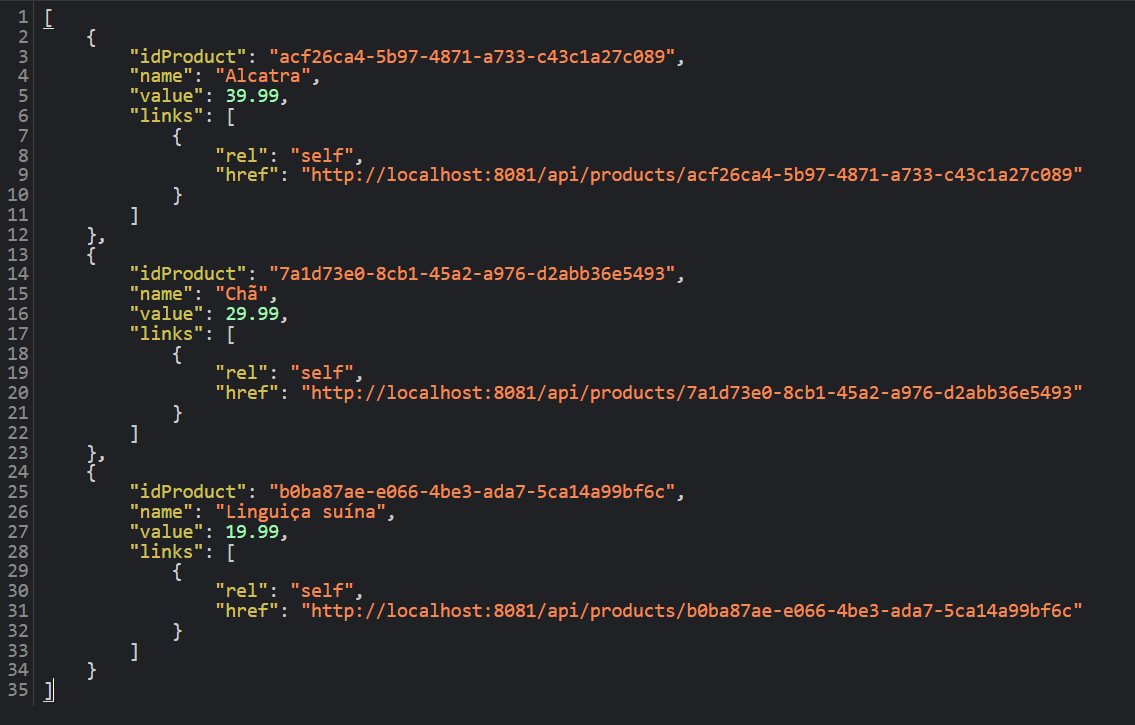 1 [
2     {
3         "idProduct": "acf26ca4-5b97-4871-a733-c43c1a27c089",
4         "name": "Alcatra",
5         "value": 39.99,
6         "links": [
7             {
8                 "rel": "self",
9                 "href": "http://localhost:8081/api/products/acf26ca4-5b97-4871-a733-c43c1a27c089"
10             }
11         ]
12     },
13     {
14         "idProduct": "7a1d73e0-8cb1-45a2-a976-d2abb36e5493",
15         "name": "Chã",
16         "value": 29.99,
17         "links": [
18             {
19                 "rel": "self",
20                 "href": "http://localhost:8081/api/products/7a1d73e0-8cb1-45a2-a976-d2abb36e5493"
21             }
22         ]
23     },
24     {
25         "idProduct": "b0ba87ae-e066-4be3-ada7-5ca14a99bf6c",
26         "name": "Linguiça suína",
27         "value": 19.99,
28         "links": [
29             {
30                 "rel": "self",
31                 "href": "http://localhost:8081/api/products/b0ba87ae-e066-4be3-ada7-5ca14a99bf6c"
32             }
33         ]
34     }
35 ]